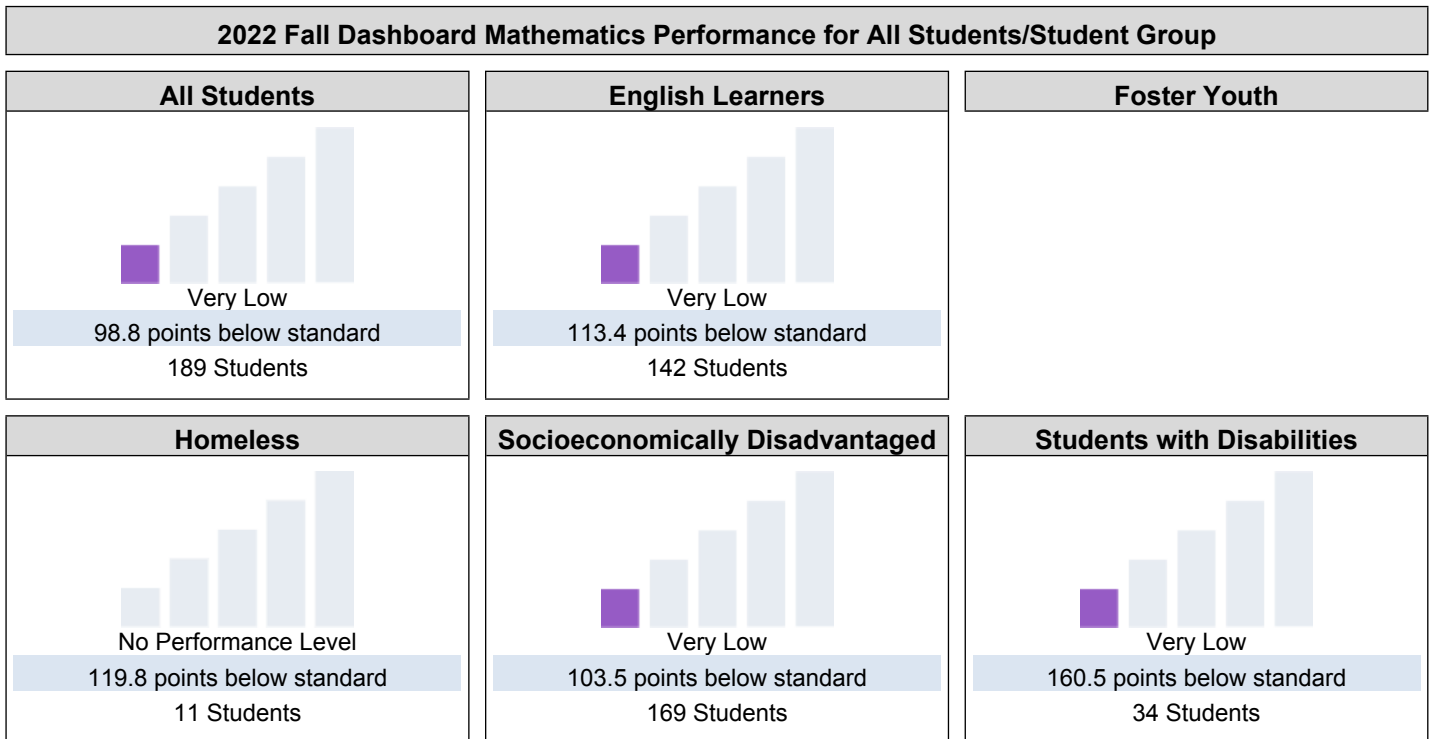 2022 Fall Dashboard Mathematics Performance for All Students/Student Group
All Students
Very Low
98.8 points below standard
189 Students
English Learners
Very Low
113.4 points below standard
142 Students
Foster Youth
Homeless
No Performance Level
119.8 points below standard
11 Students
Socioeconomically Disadvantaged
Very Low
103.5 points below standard
169 Students
Students with Disabilities
Very Low
160.5 points below standard
34 Students